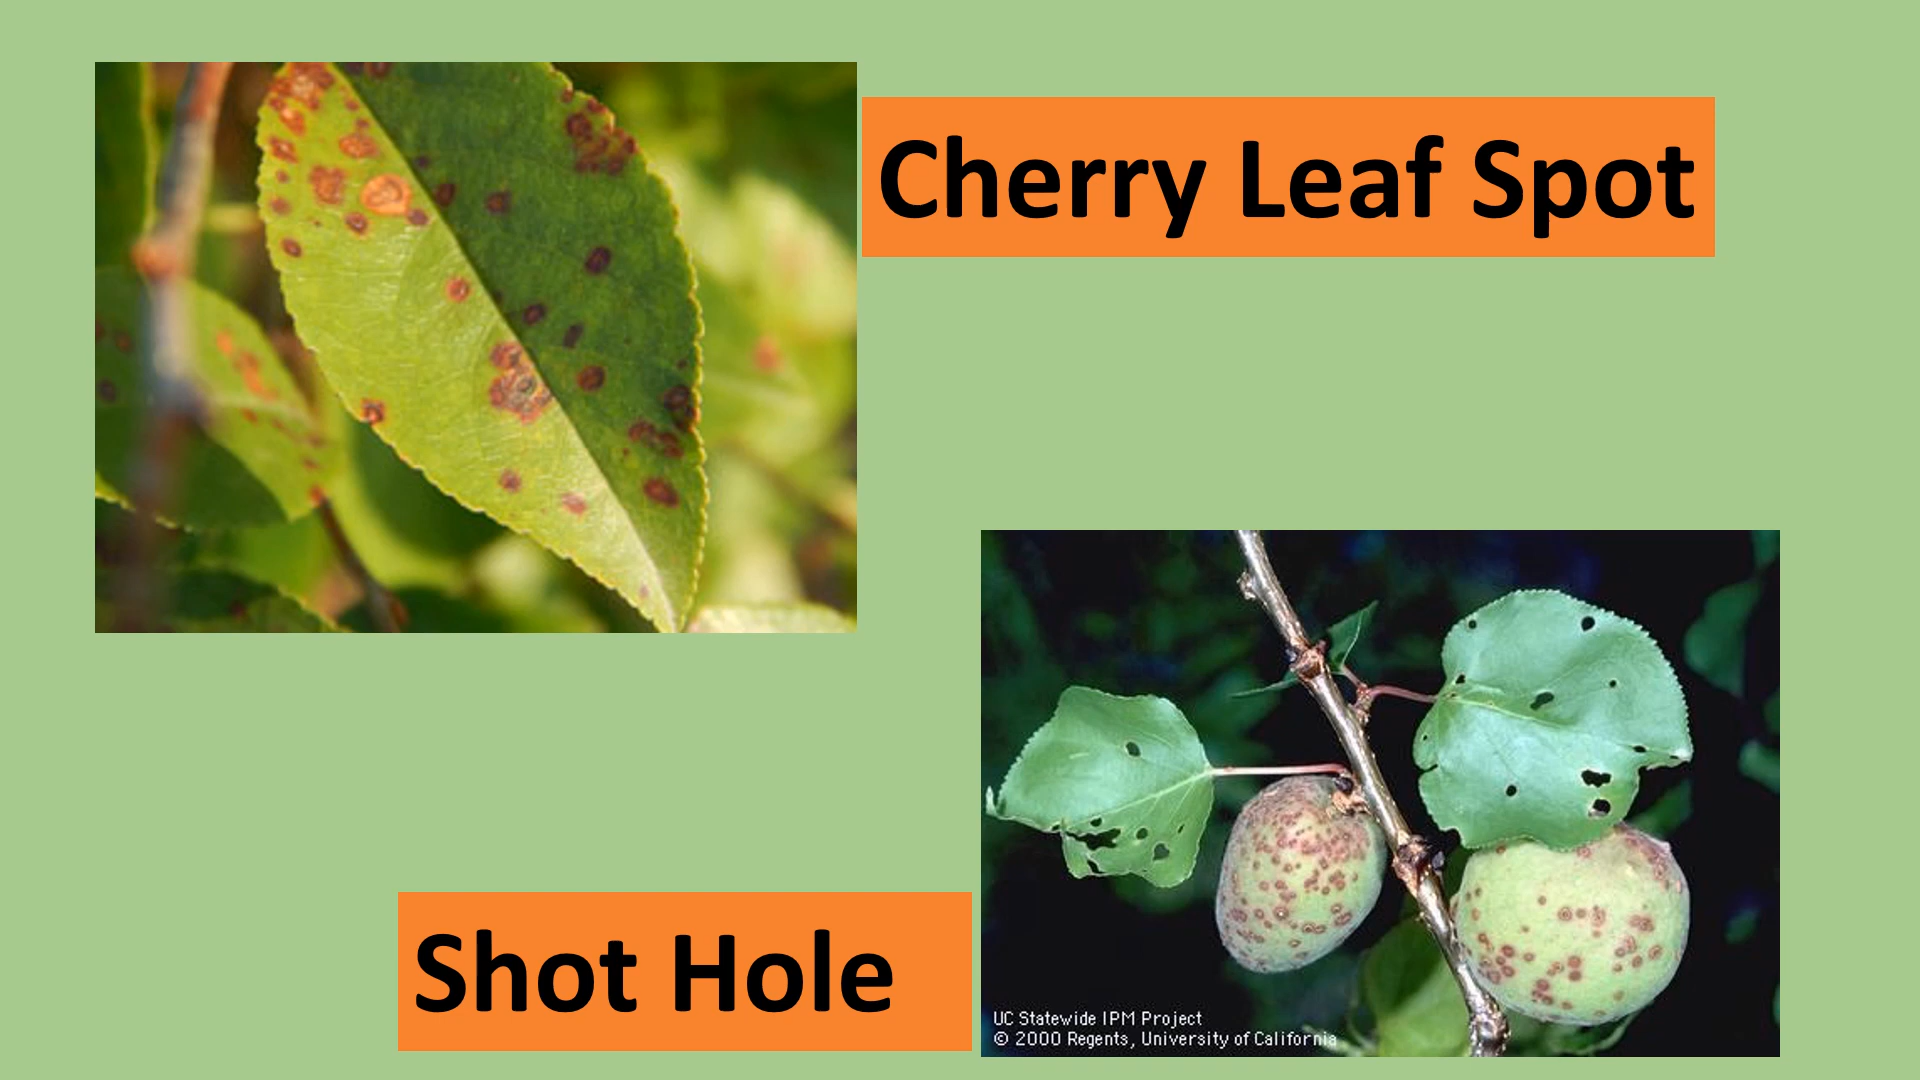 Cherry Leaf Spot
Shot Hole
UC Statewide IPM Project
© 2000 Regents, University of California